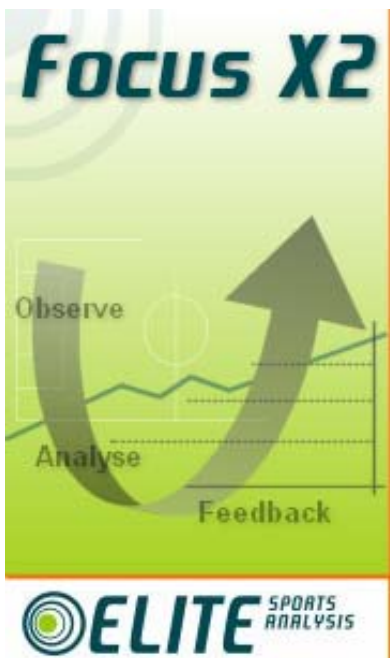 Focus X2
Observe
Analyse
Feedback
ELITE SPORTS
ANALYSIS